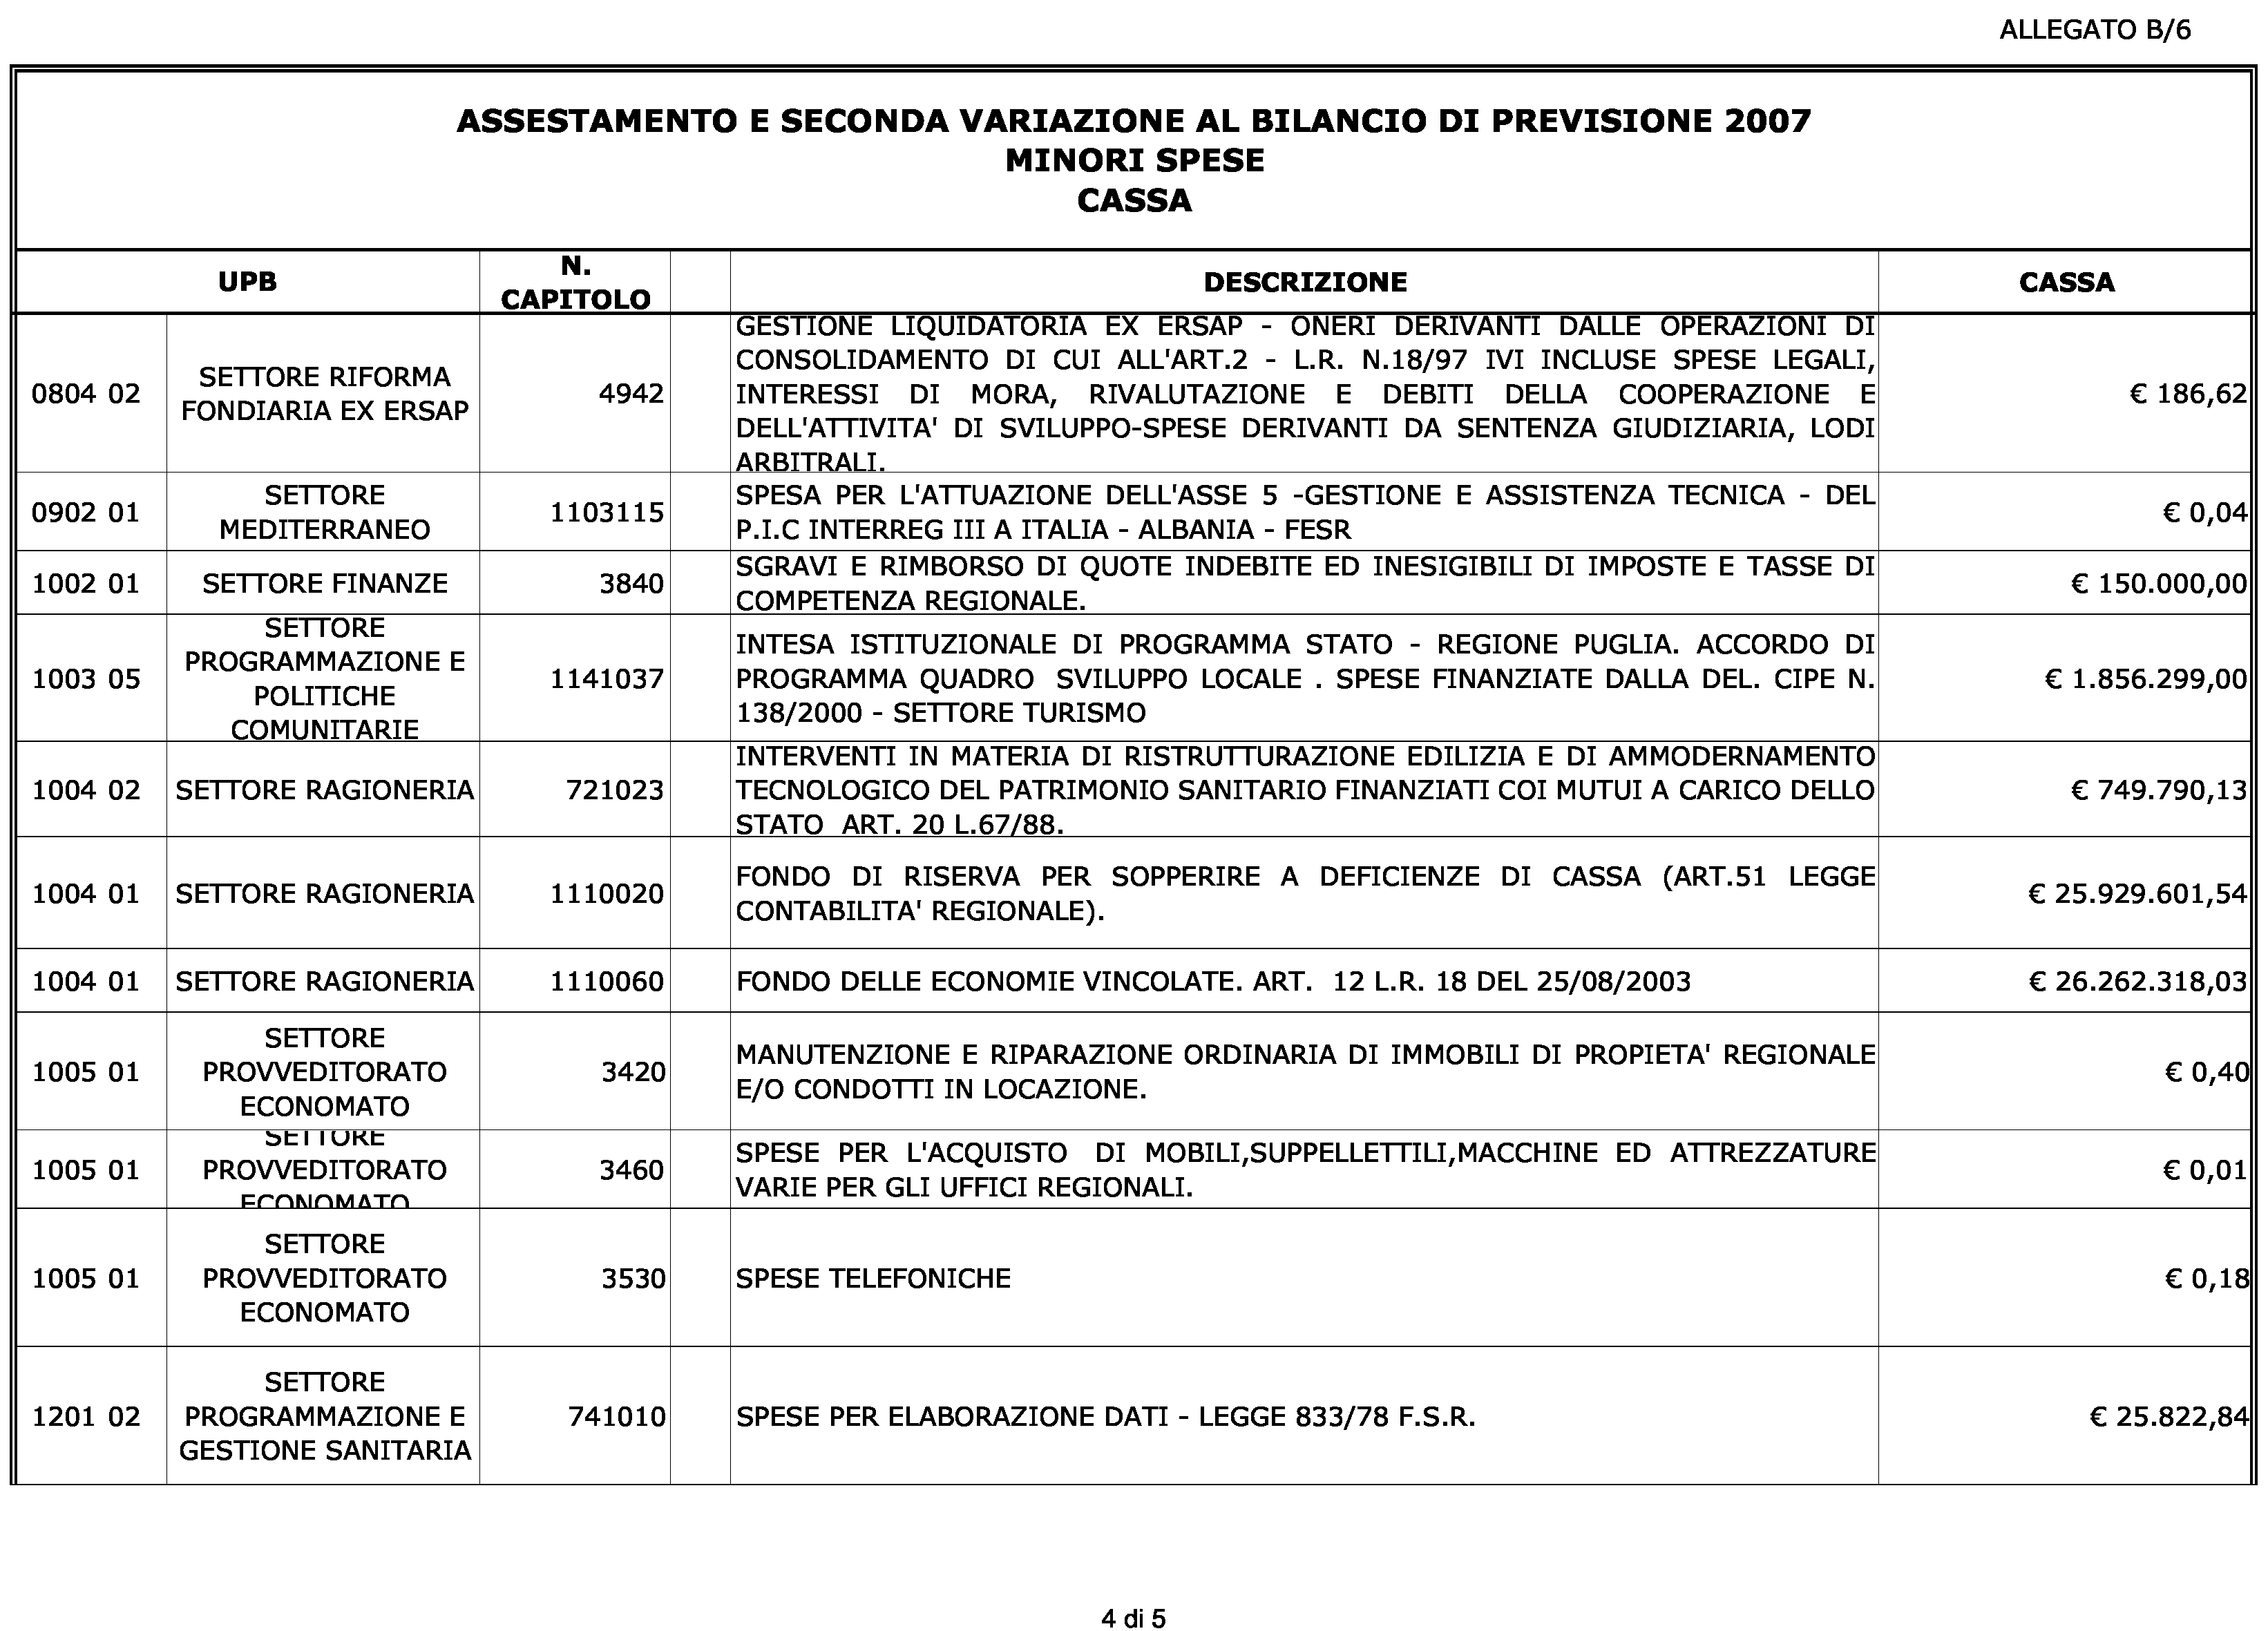 ALLEGATO B/6
ASSESTAMENTO E SECONDA VARIAZIONE AL BILANCIO DI PREVISIONE 2007
MINORI SPESE
CASSA
UPB
N.
CAPITOLO
DESCRIZIONE
CASSA
0804 02
SETTORE RIFORMA
FONDIARIA EX ERSAP
4942
GESTIONE LIQUIDATORIA EX ERSAP - ONERI DERIVANTI DALLE OPERAZIONI DI
CONSOLIDAMENTO DI CUI ALL'ART.2 - L.R. N.18/97 IVI INCLUSE SPESE LEGALI,
INTERESSI DI MORA, RIVALUTAZIONE E DEBITI DELLA COOPERAZIONE E
DELL'ATTIVITA' DI SVILUPPO-SPESE DERIVANTI DA SENTENZA GIUDIZIARIA, LODI
ARBITRALI.
€ 186,62
0902 01
SETTORE
MEDITERRANEO
1103115
SPESA PER L'ATTUAZIONE DELL'ASSE 5 -GESTIONE E ASSISTENZA TECNICA - DEL
P.I.C INTERREG III A ITALIA - ALBANIA - FESR
€ 0,04
1002 01
SETTORE FINANZE
3840
SGRAVI E RIMBORSO DI QUOTE INDEBITE ED INESIGIBILI DI IMPOSTE E TASSE DI
COMPETENZA REGIONALE.
€ 150.000,00
1003 05
SETTORE
PROGRAMMAZIONE E
POLITICHE
COMUNITARIE
1141037
INTESA ISTITUZIONALE DI PROGRAMMA STATO - REGIONE PUGLIA. ACCORDO DI
PROGRAMMA QUADRO SVILUPPO LOCALE . SPESE FINANZIATE DALLA DEL. CIPE N.
138/2000 - SETTORE TURISMO
€ 1.856.299,00
1004 02
SETTORE RAGIONERIA
721023
INTERVENTI IN MATERIA DI RISTRUTTURAZIONE EDILIZIA E DI AMMODERNAMENTO
TECNOLOGICO DEL PATRIMONIO SANITARIO FINANZIATI COI MUTUI A CARICO DELLO
STATO ART. 20 L.67/88.
€ 749.790,13
1004 01
SETTORE RAGIONERIA
1110020
FONDO DI RISERVA PER SOPPERIRE A DEFICIENZE DI CASSA (ART.51 LEGGE
CONTABILITA' REGIONALE).
€ 25.929.601,54
1004 01
SETTORE RAGIONERIA
1110060
FONDO DELLE ECONOMIE VINCOLATE. ART. 12 L.R. 18 DEL 25/08/2003
€ 26.262.318,03
1005 01
SETTORE
PROVVEDITORATO
ECONOMATO
3420
MANUTENZIONE E RIPARAZIONE ORDINARIA DI IMMOBILI DI PROPIETA' REGIONALE
E/O CONDOTTI IN LOCAZIONE.
€ 0,40
1005 01
SETTORE
PROVVEDITORATO
ECONOMATO
3460
SPESE PER L'ACQUISTO DI MOBILI,SUPPELLETTILI,MACCHINE ED ATTREZZATURE
VARIE PER GLI UFFICI REGIONALI.
€ 0,01
1005 01
SETTORE
PROVVEDITORATO
ECONOMATO
3530
SPESE TELEFONICHE
€ 0,18
1201 02
SETTORE
PROGRAMMAZIONE E
GESTIONE SANITARIA
741010
SPESE PER ELABORAZIONE DATI - LEGGE 833/78 F.S.R.
€ 25.822,84
4 di 5